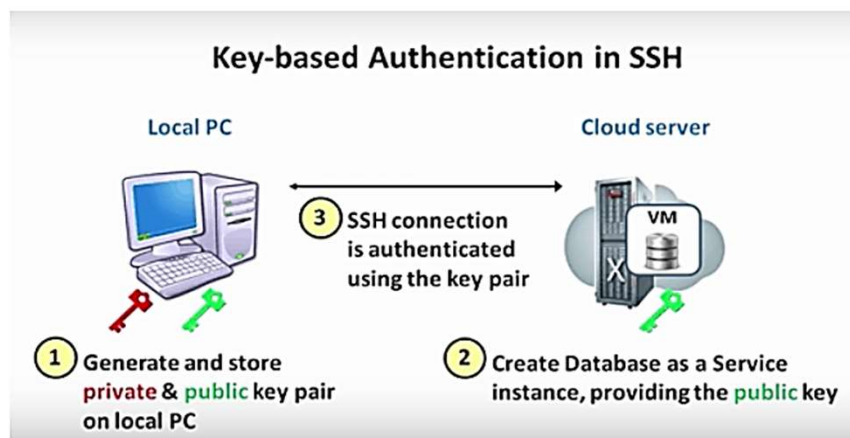 Key-based Authentication in SSH
Local PC
Cloud server
VM
X
3 SSH connection
is authenticated
using the key pair
1 Generate and store
private & public key pair
on local PC
2 Create Database as a Service
instance, providing the public key